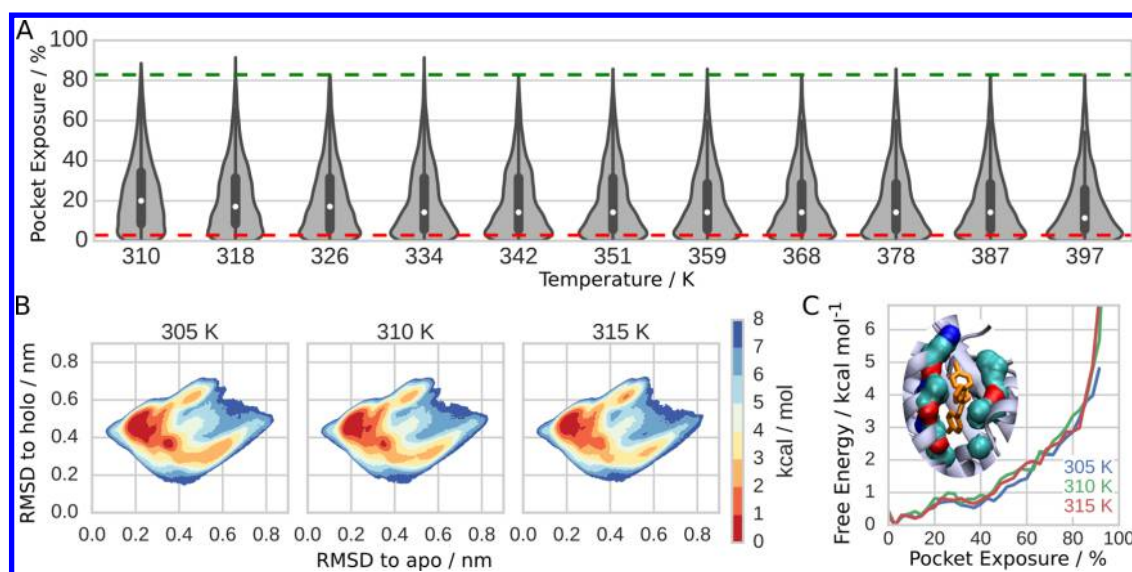 A
Pocket Exposure / %
100
80
60
40
20
0
310 318 326 334 342 351 359 368 378 387 397
Temperature / K
B
305 K 310 K 315 K
RMSD to holo / nm
0.8
0.6
0.4
0.2
0.0
0.0 0.2 0.4 0.6 0.8 0.0 0.2 0.4 0.6 0.8 0.0 0.2 0.4 0.6 0.8
RMSD to apo / nm
8
7
6
5
4
3
2
1
0
kcal / mol
C
Free Energy / kcal mol-1
6
5
4
3
2
1
0
305 K
310 K
315 K
0 20 40 60 80 100
Pocket Exposure / %